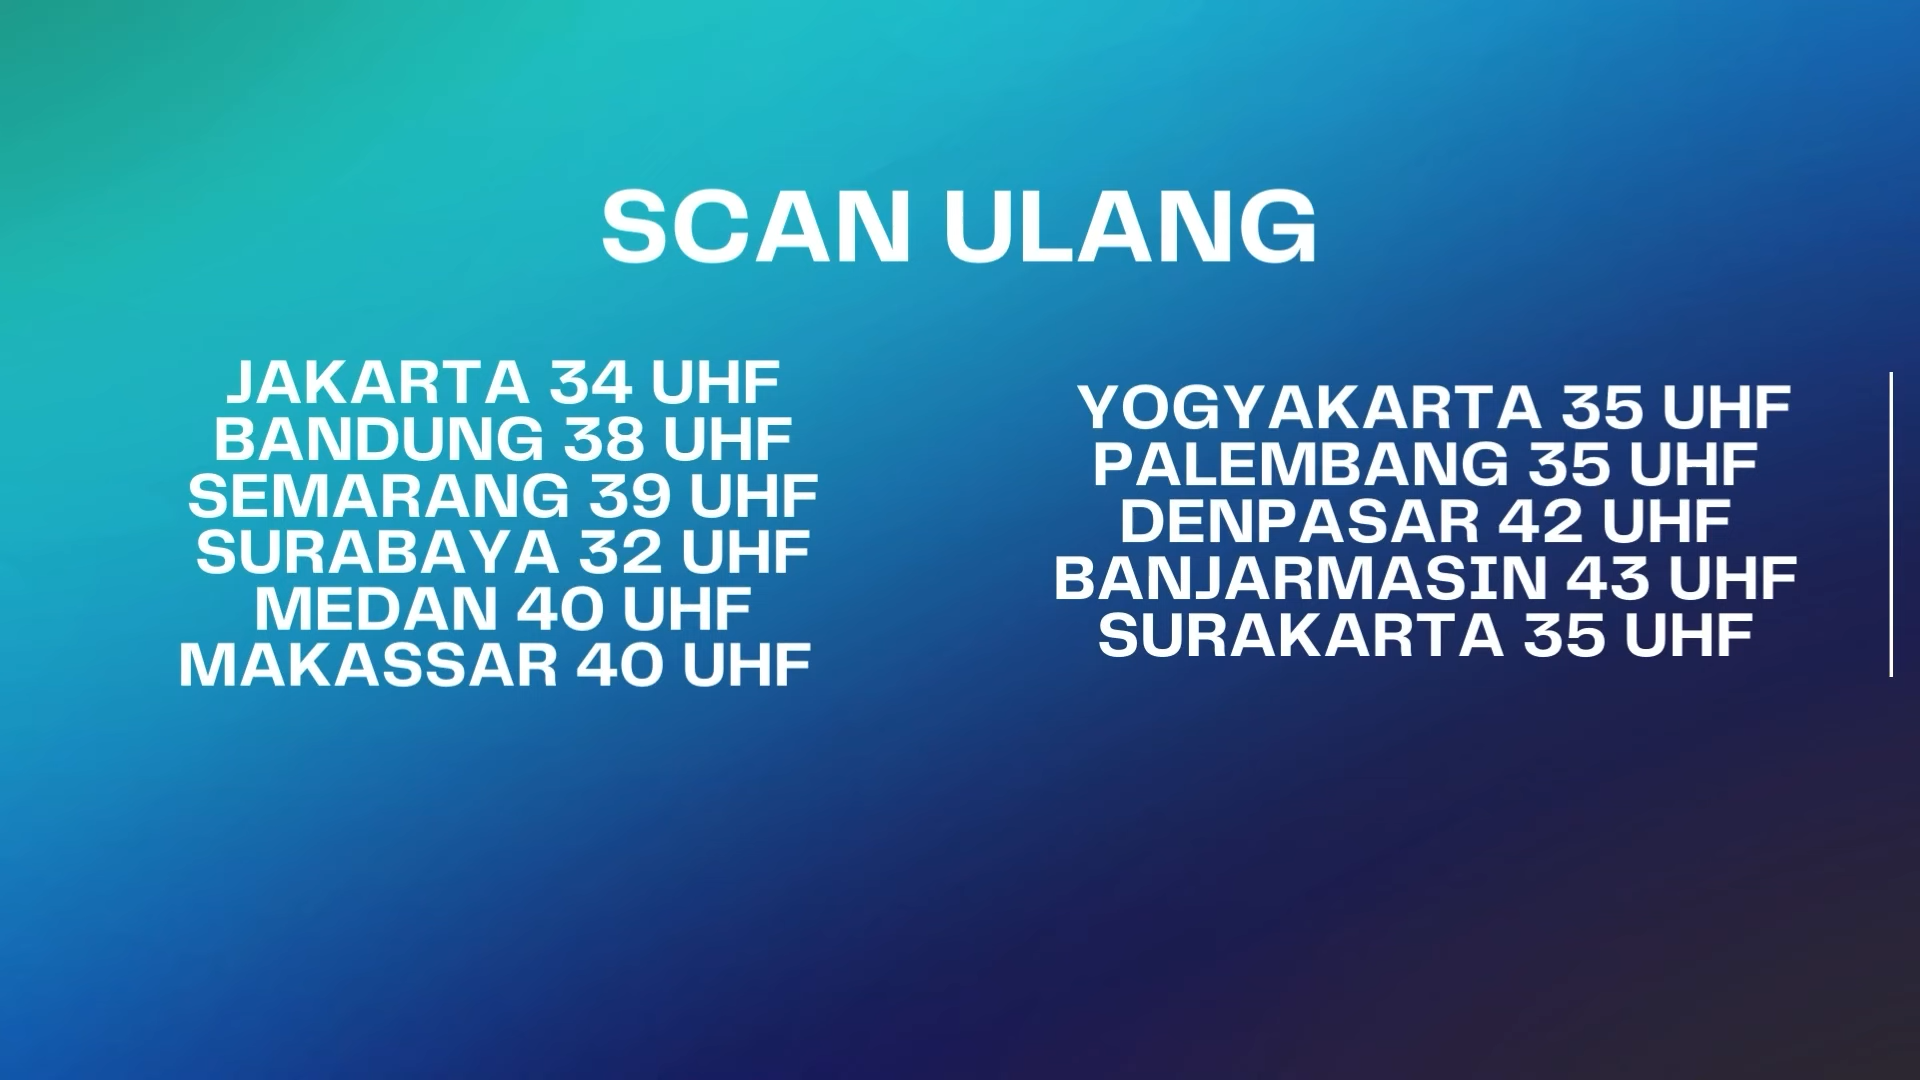 SCAN ULANG
JAKARTA 34 UHF
BANDUNG 38 UHF
SEMARANG 39 UHF
SURABAYA 32 UHF
MEDAN 40 UHF
MAKASSAR 40 UHF
YOGYAKARTA 35 UHF
PALEMBANG 35 UHF
DENPASAR 42 UHF
BANJARMASIN 43 UHF
SURAKARTA 35 UHF